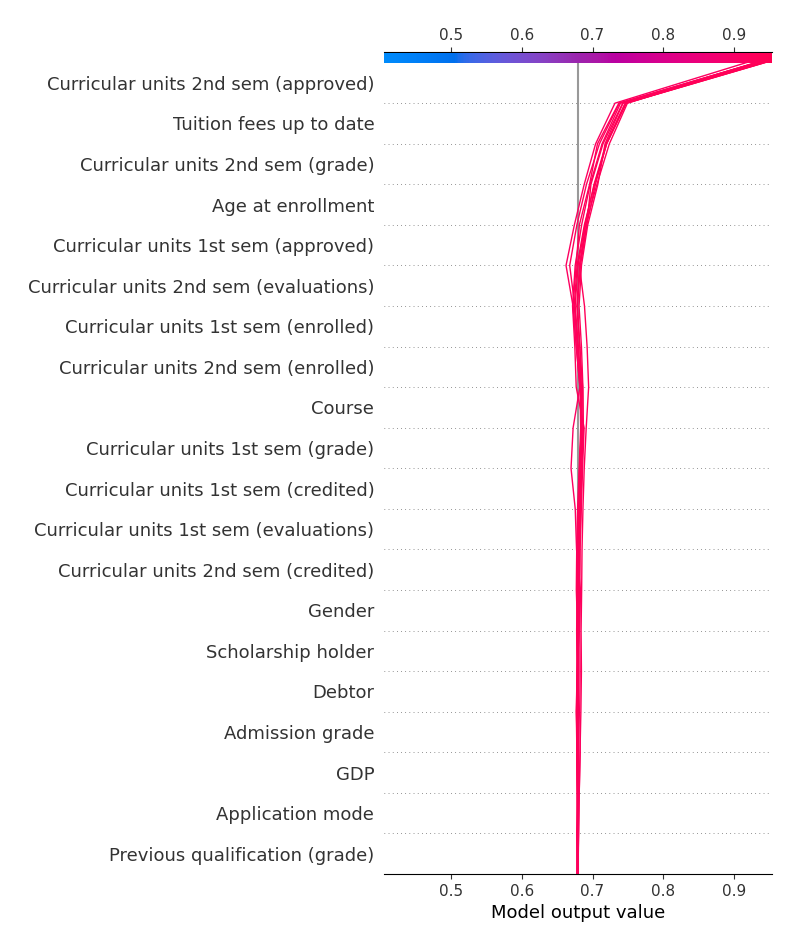 0.5 0.6 0.7 0.8 0.9
Curricular units 2nd sem (approved)
Tuition fees up to date
Curricular units 2nd sem (grade)
Age at enrollment
Curricular units 1st sem (approved)
Curricular units 2nd sem (evaluations)
Curricular units 1st sem (enrolled)
Curricular units 2nd sem (enrolled)
Course
Curricular units 1st sem (grade)
Curricular units 1st sem (credited)
Curricular units 1st sem (evaluations)
Curricular units 2nd sem (credited)
Gender
Scholarship holder
Debtor
Admission grade
GDP
Application mode
Previous qualification (grade)
0.5 0.6 0.7 0.8 0.9
Model output value